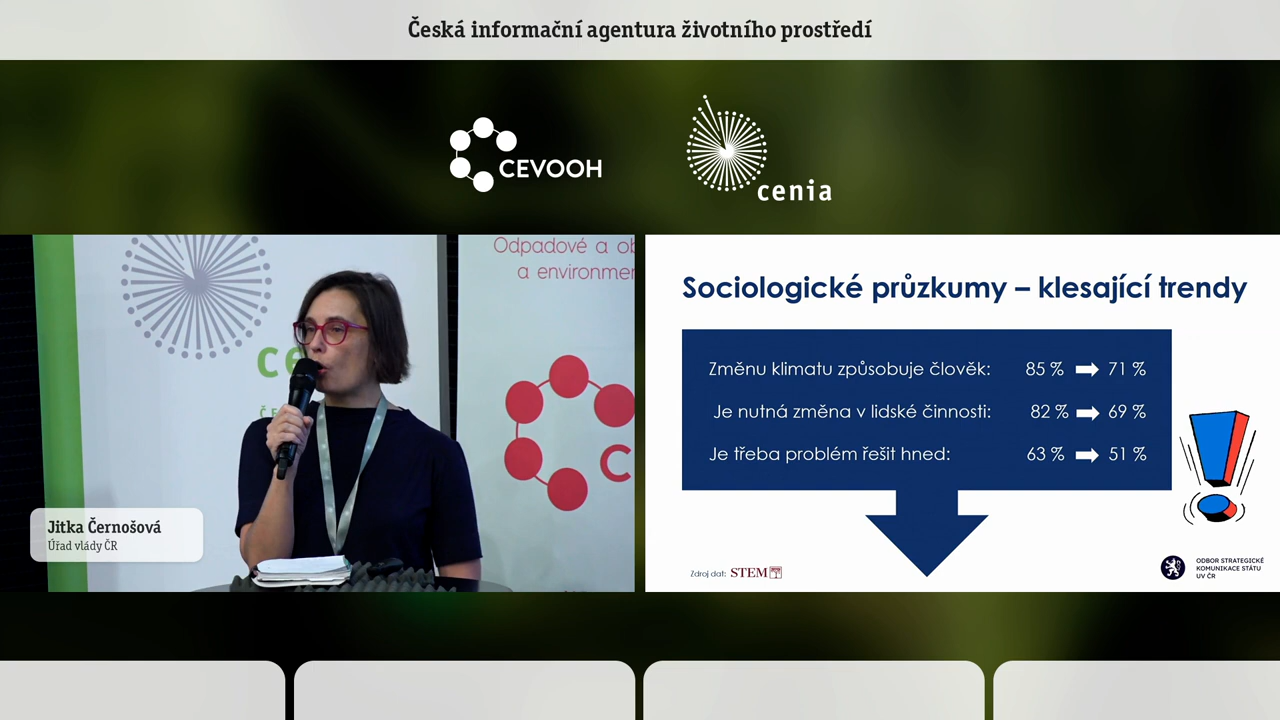 Česká informační agentura životního prostředí
CEVOOH
cenia
Odpadové a ob
a environmen
ce
Jitka Černošová
Úřad vlády ČR
Sociologické průzkumy – klesající trendy
Změnu klimatu způsobuje člověk: 85 % 71 %
Je nutná změna v lidské činnosti: 82 % 69 %
Je třeba problém řešit hned: 63 % 51 %
Zdroj dat: STEM
ODBOR STRATEGICKÉ
KOMUNIKACE STÁTU
UV ČR